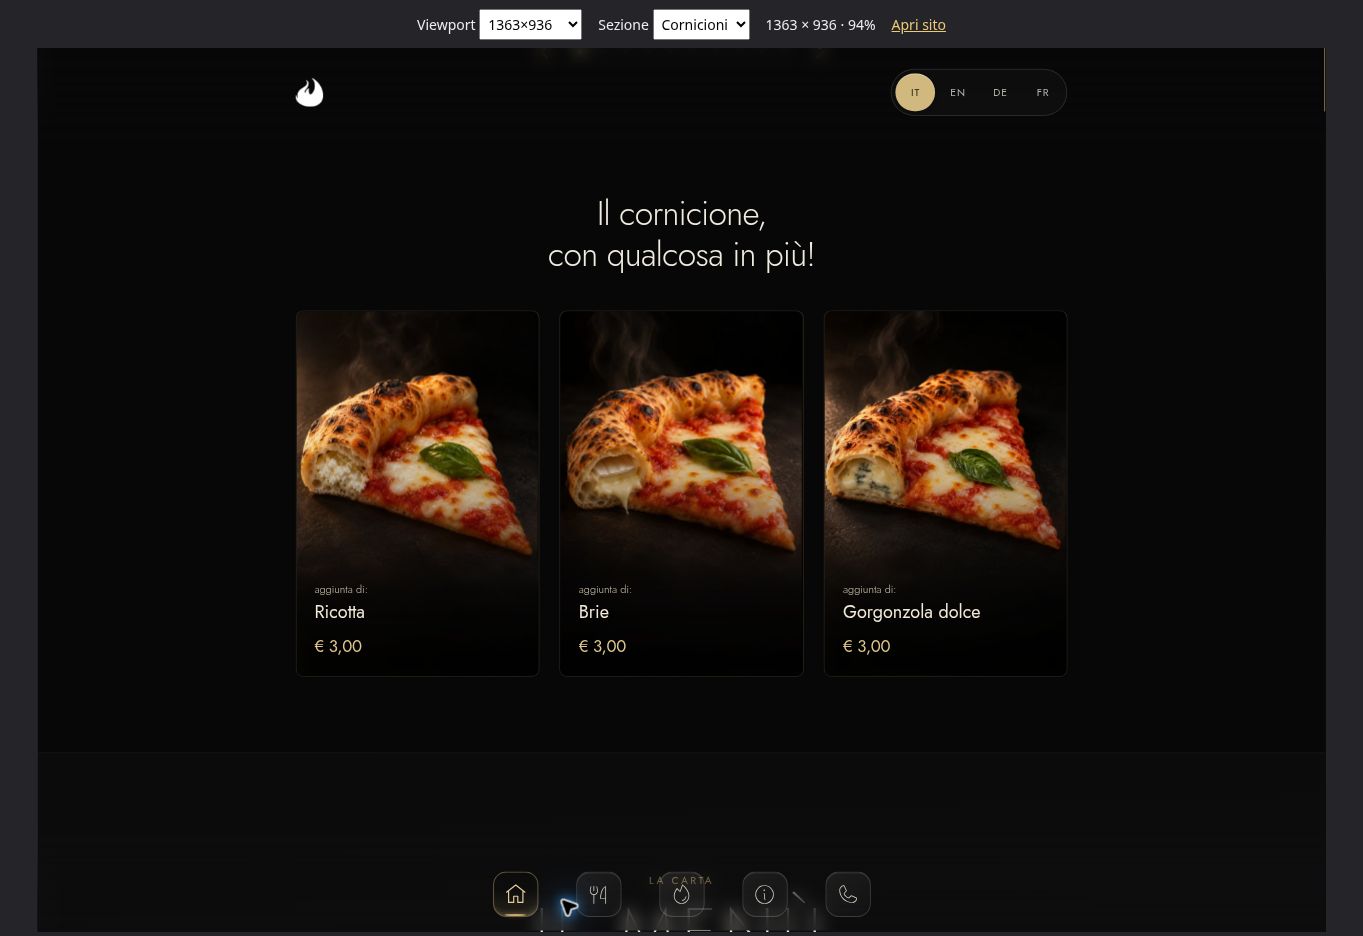 Viewport 1363×936 Sezione Cornicioni 1363 × 936 · 94% Apri sito
IT EN DE FR
Il cornicione,
con qualcosa in più!
aggiunta di:
Ricotta
€ 3,00
aggiunta di:
Brie
€ 3,00
aggiunta di:
Gorgonzola dolce
€ 3,00
LA CARTA